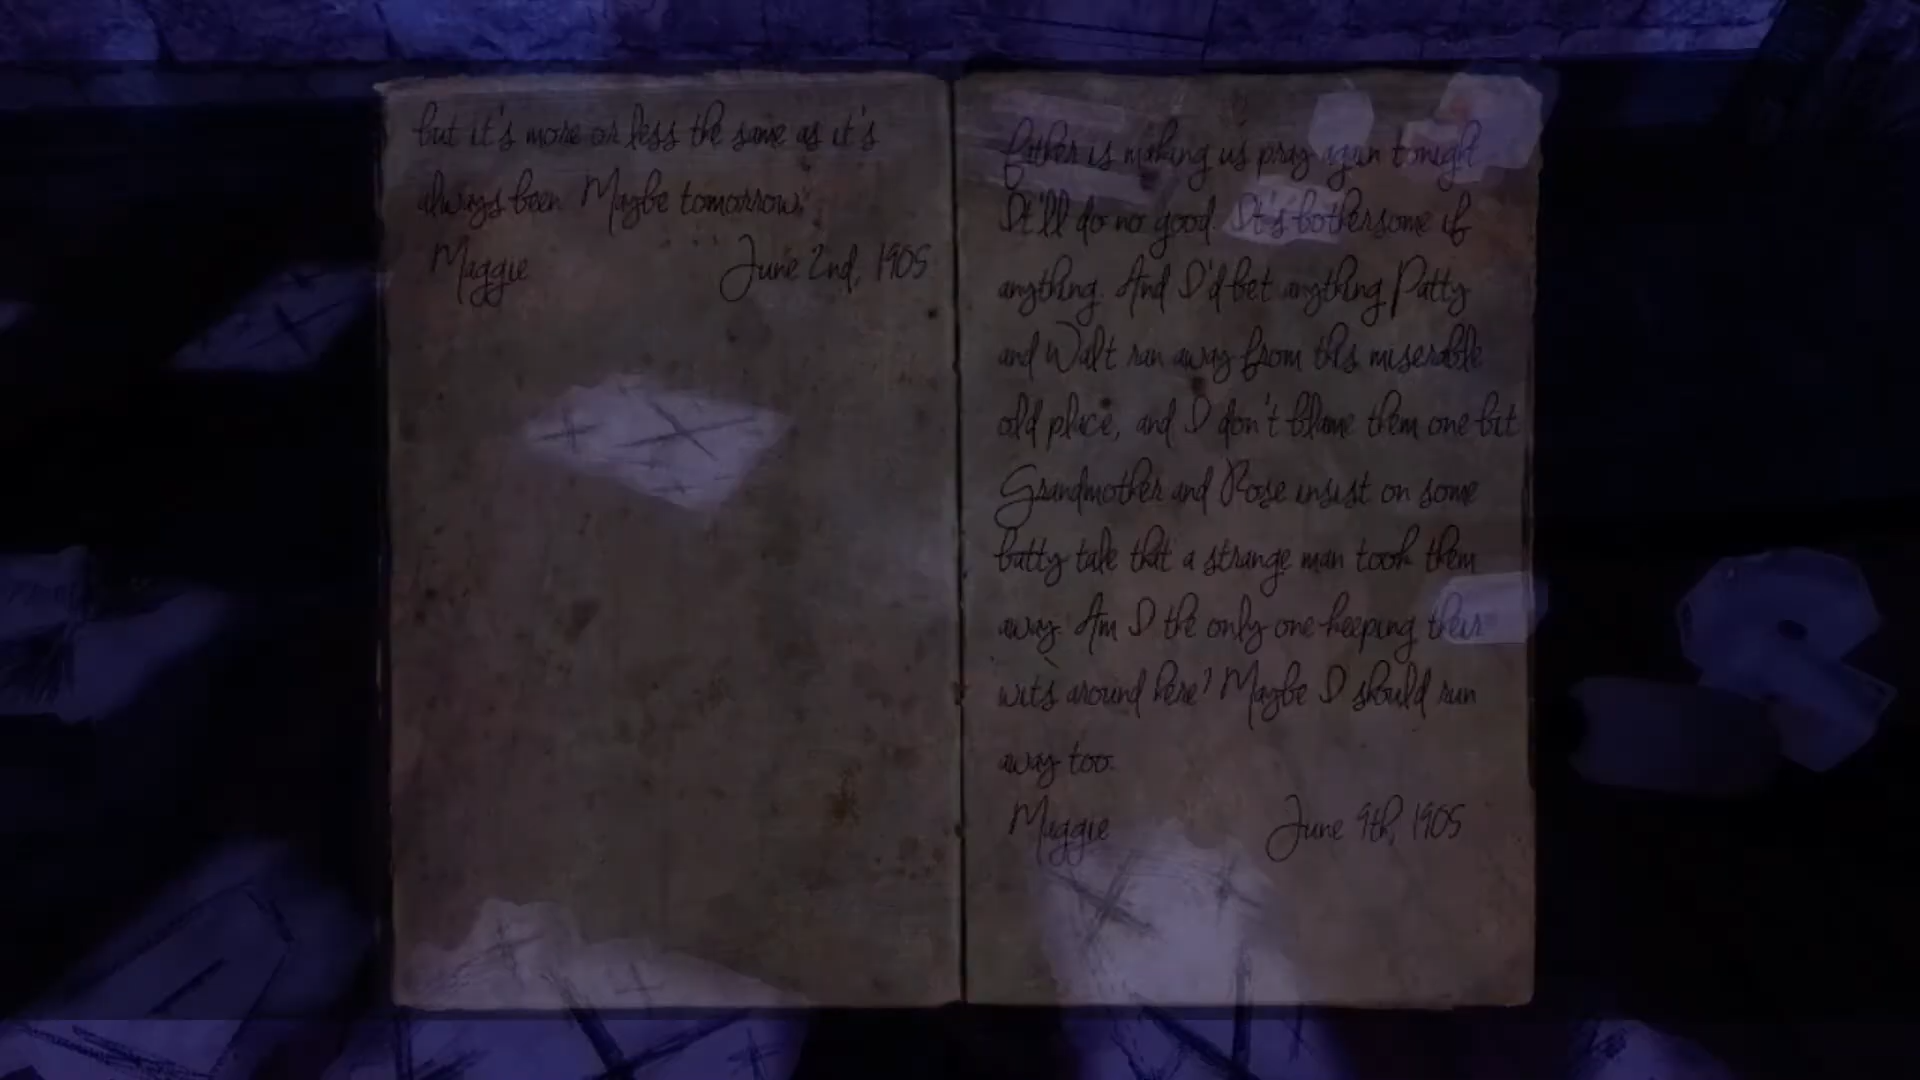 but it's more or less the same as it's
always been. Maybe tomorrow.
Maggie June 2nd, 1905
Father is making us pray again tonight
It'll do no good. It's bothersome if
anything. And I'd bet anything Patty
and Walt ran away from this miserable
old place, and I don't blame them one bit
Grandmother and Rose insist on some
batty tale that a strange man took them
away. Am I the only one keeping their
wits around here? Maybe I should run
away too.
Maggie June 9th, 1905